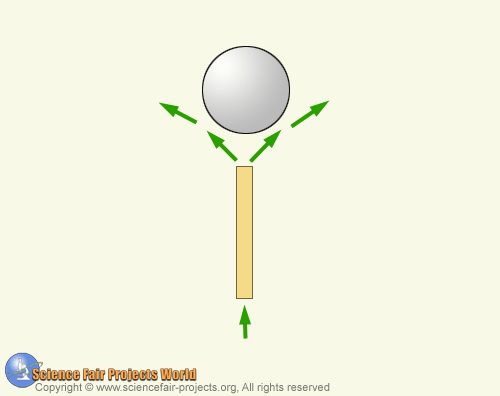 Science Fair Projects World
Copyright © www.sciencefair-projects.org, All rights reserved